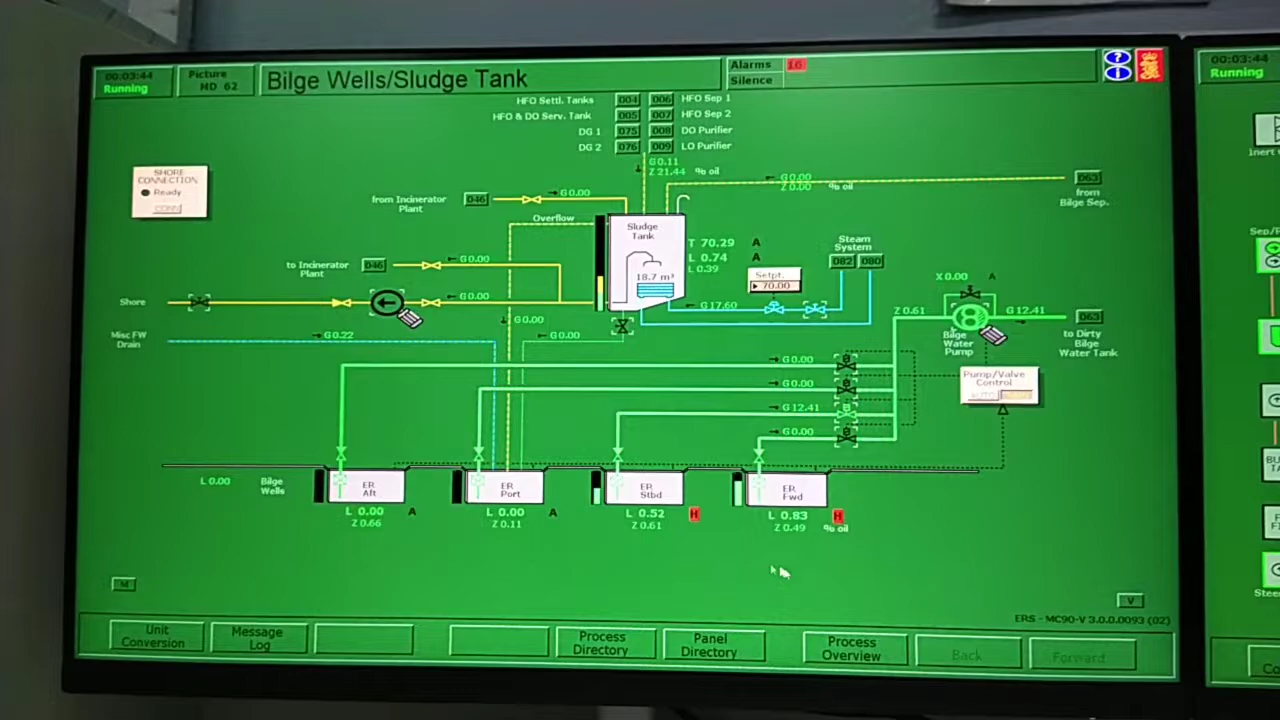 00:03:44
Running
Picture
MD 62
Bilge Wells/Sludge Tank
Alarms 16
Silence
00:03:44
Running
HFO Settl. Tanks 004 006 HFO Sep 1
HFO & DO Serv. Tank 005 007 HFO Sep 2
DG 1 075 008 DO Purifier
DG 2 076 009 LO Purifier
G 0.11
Z 21.44 % oil
SHORE
CONNECTION
Ready
CONN
from Incinerator
Plant
046
G 0.00
G 0.00
Z 0.00 % oil
063
from
Bilge Sep.
Overflow
Sludge
Tank
18.7 m³
T 70.29 A
L 0.74 A
L 0.39
Steam
System
082 080
Setpt.
70.00
G 17.60
to Incinerator
Plant
046
G 0.00
Shore
G 0.00
X 0.00 A
Z 0.61
G 12.41
063
Bilge
Water
Pump
to Dirty
Bilge
Water Tank
Misc FW
Drain
G 0.22
G 0.00
G 0.00
G 0.00
G 0.00
G 12.41
G 0.00
Pump/Valve
Control
AUTO
L 0.00
Bilge
Wells
ER
Aft
ER
Port
ER
Stbd
ER
Fwd
L 0.00 A
Z 0.66
L 0.00 A
Z 0.11
L 0.52 H
Z 0.61
L 0.83 H
Z 0.49 % oil
M
V
ERS - MC90-V 3.0.0.0093 (02)
Unit
Conversion
Message
Log
Process
Directory
Panel
Directory
Process
Overview
Back
Forward